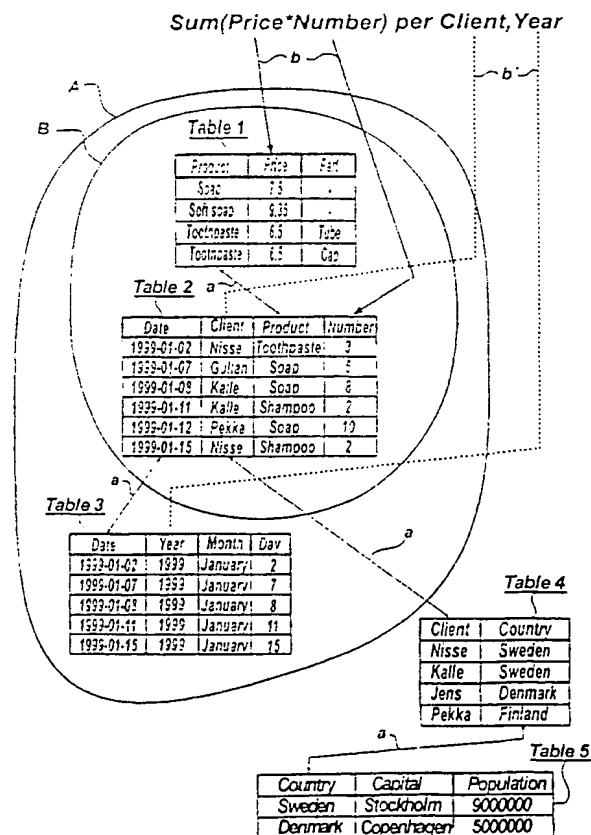 Sum(Price*Number) per Client,Year
b
b'
A
B
Table 1
Product Price Part
Soap 7.5 -
Soft soap 9.35 -
Toothpaste 6.5 Tube
Toothpaste 6.5 Cap
a
Table 2
Date Client Product Number
1999-01-02 Nisse Toothpaste 3
1999-01-07 Gullan Soap 5
1999-01-08 Kalle Soap 8
1999-01-11 Kalle Shampoo 2
1999-01-12 Pekka Soap 10
1999-01-15 Nisse Shampoo 2
a
Table 3
a
Date Year Month Day
1999-01-02 1999 January 2
1999-01-07 1999 January 7
1999-01-08 1999 January 8
1999-01-11 1999 January 11
1999-01-15 1999 January 15
Table 4
Client Country
Nisse Sweden
Kalle Sweden
Jens Denmark
Pekka Finland
a
Table 5
Country Capital Population
Sweden Stockholm 9000000
Denmark Copenhagen 5000000